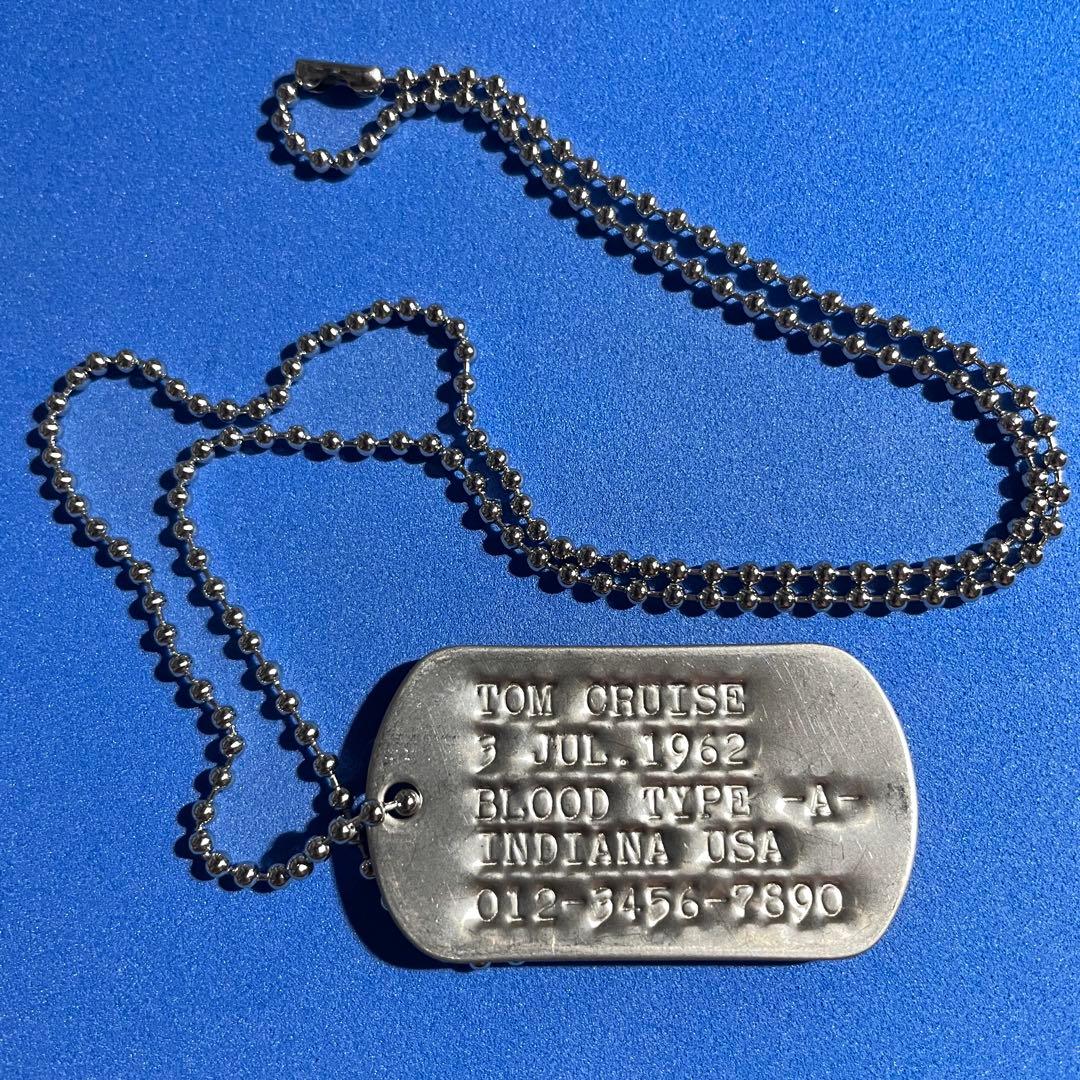 TOM CRUISE
3 JUL.1962
BLOOD TYPE -A-
INDIANA USA
012-3456-7890